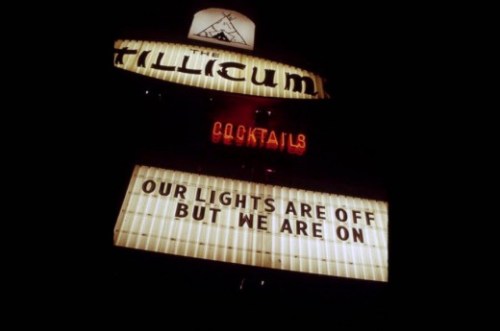 THE
TILLICUM
COCKTAILS
OUR LIGHTS ARE OFF
BUT WE ARE ON